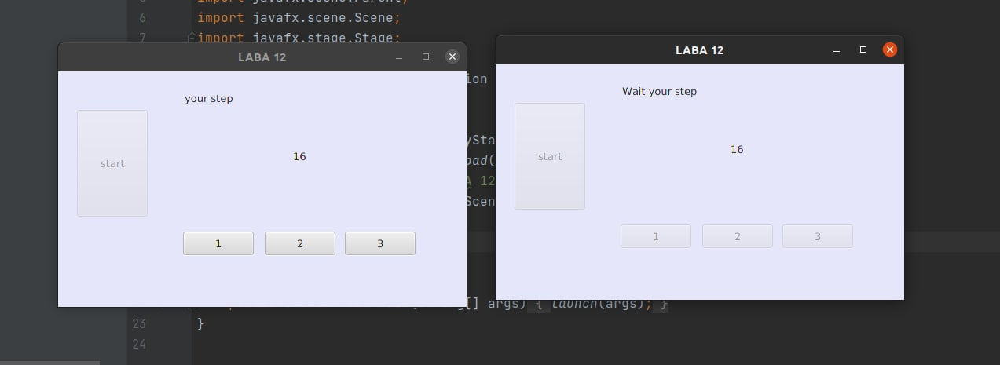 5 import javafx.scene.Parent;
6 import javafx.scene.Scene;
7 import javafx.stage.Stage;
LABA 12
your step
start
16
1 2 3
LABA 12
Wait your step
start
16
1 2 3
ion
ySta
oad(
A 12
Scen
[] args) { launch(args); }
23 }
24